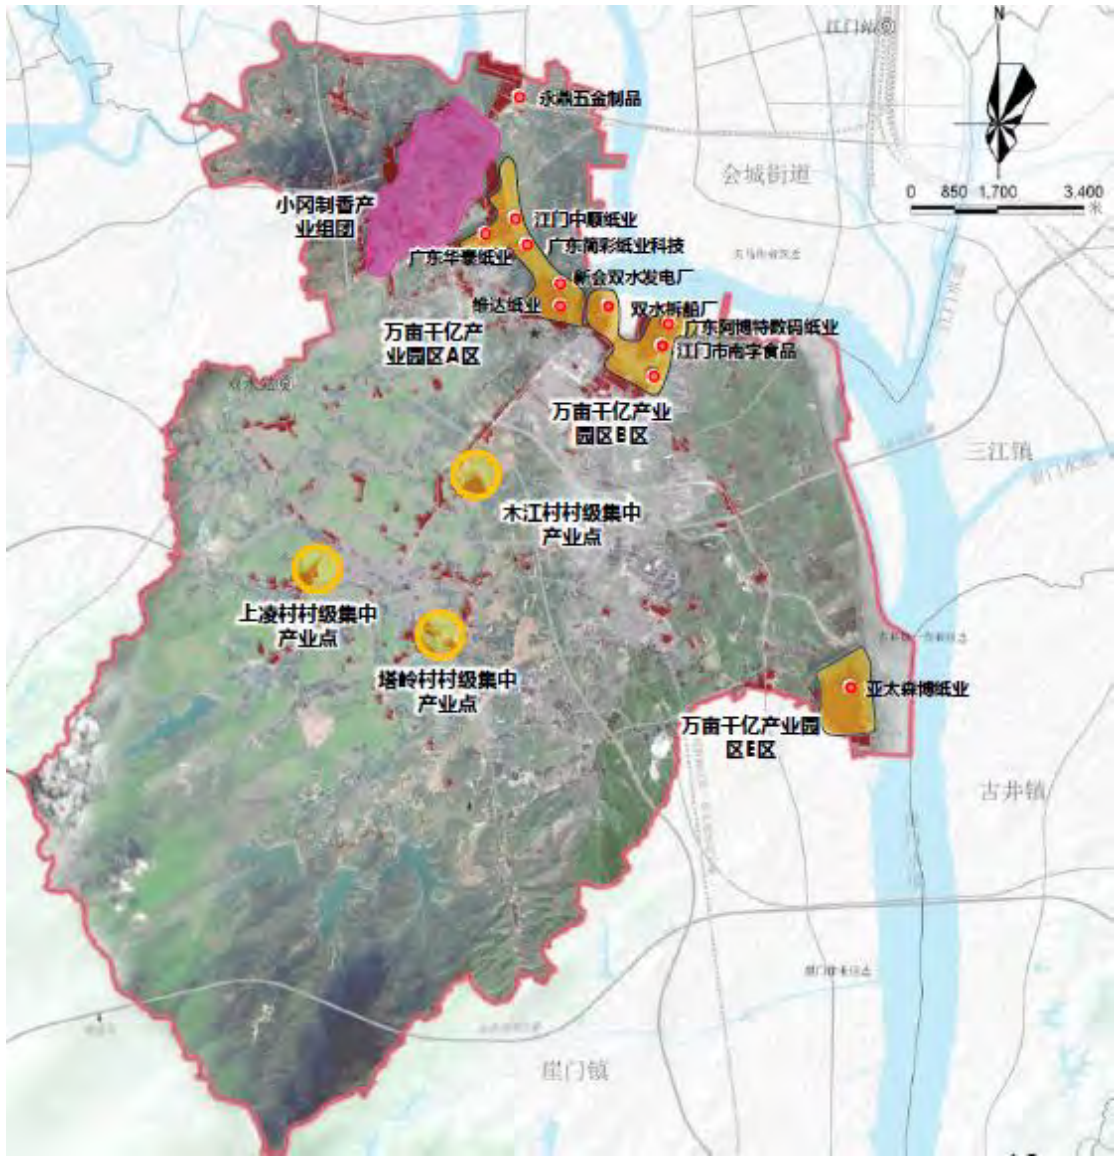 江门站
N
永鼎五金制品
会城街道
0 850 1,700 3,400
米
小冈制香产
业组团
江门中顺纸业
广东华泰纸业
广东简彩纸业科技
新会双水发电厂
维达纸业
双水拆船厂
广东阿博特数码纸业
江门市南字食品
万亩千亿产
业园区A区
万亩千亿产业
园区B区
三江镇
木江村村级集中
产业点
上凌村村级集中
产业点
塔岭村村级集中
产业点
亚太森博纸业
万亩千亿产业园
区E区
古井镇
崖门镇